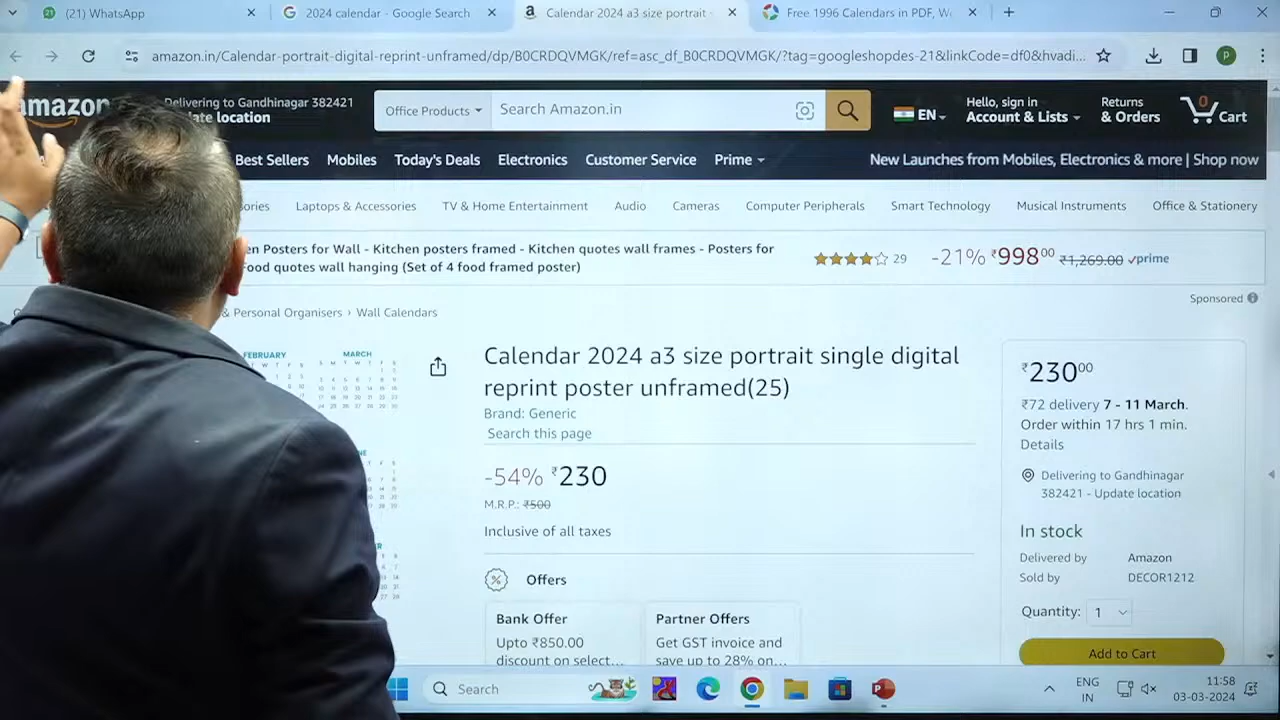 21
(21) WhatsApp
2024 calendar - Google Search
Calendar 2024 a3 size portrait
Free 1996 Calendars in PDF, W
amazon.in/Calendar-portrait-digital-reprint-unframed/dp/B0CRDQVMGK/ref=asc_df_B0CRDQVMGK/?tag=googleshopdes-21&linkCode=df0&hvadi...
P
amazon
Delivering to Gandhinagar 382421
location
Office Products
Search Amazon.in
EN
Hello, sign in
Account & Lists
Returns
& Orders
0
Cart
Best Sellers
Mobiles
Today's Deals
Electronics
Customer Service
Prime
New Launches from Mobiles, Electronics & more | Shop now
Laptops & Accessories
TV & Home Entertainment
Audio
Cameras
Computer Peripherals
Smart Technology
Musical Instruments
Office & Stationery
Posters for Wall - Kitchen posters framed - Kitchen quotes wall frames - Posters for
ood quotes wall hanging (Set of 4 food framed poster)
29
-21% ₹998⁰⁰ ₹1,269.00 prime
Sponsored
& Personal Organisers › Wall Calendars
FEBRUARY
MARCH
Calendar 2024 a3 size portrait single digital
reprint poster unframed(25)
Brand: Generic
Search this page
-54% ₹230
M.R.P.: ₹500
Inclusive of all taxes
Offers
Bank Offer
Upto ₹850.00
discount on select...
Partner Offers
Get GST invoice and
save up to 28% on...
₹230⁰⁰
₹72 delivery 7 - 11 March.
Order within 17 hrs 1 min.
Details
Delivering to Gandhinagar
382421 - Update location
In stock
Delivered by Amazon
Sold by DECOR1212
Quantity: 1
Add to Cart
Search
ENG
IN
11:58
03-03-2024